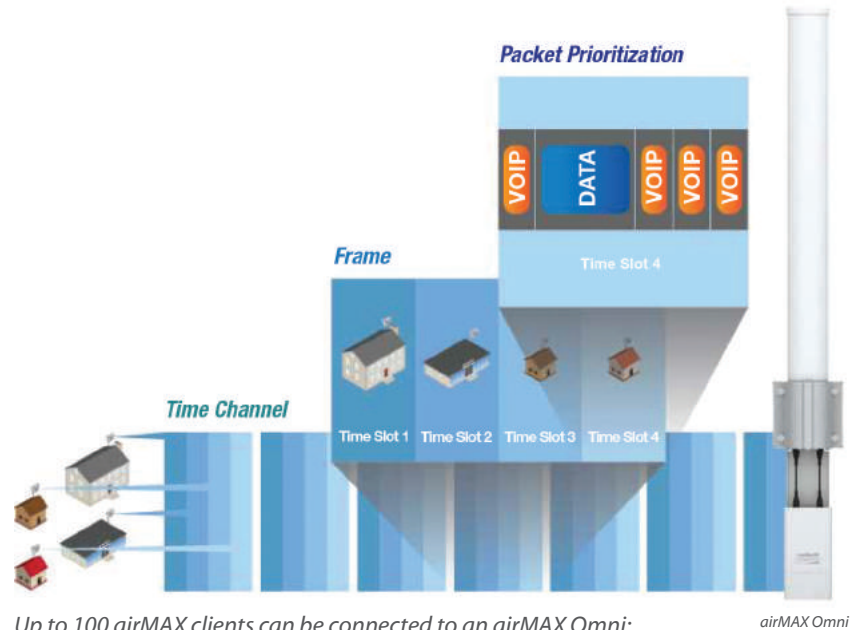 Packet Prioritization
VOIP
DATA
VOIP
VOIP
VOIP
Time Slot 4
Frame
Time Slot 1
Time Slot 2
Time Slot 3
Time Slot 4
Time Channel
Up to 100 airMAX clients can be connected to an airMAX Omni;
airMAX Omni